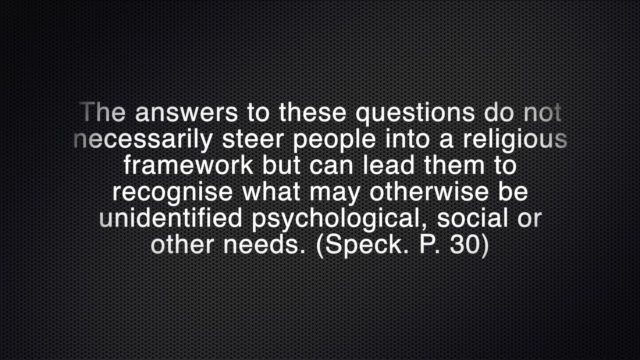 The answers to these questions do not
necessarily steer people into a religious
framework but can lead them to
recognise what may otherwise be
unidentified psychological, social or
other needs. (Speck. P. 30)